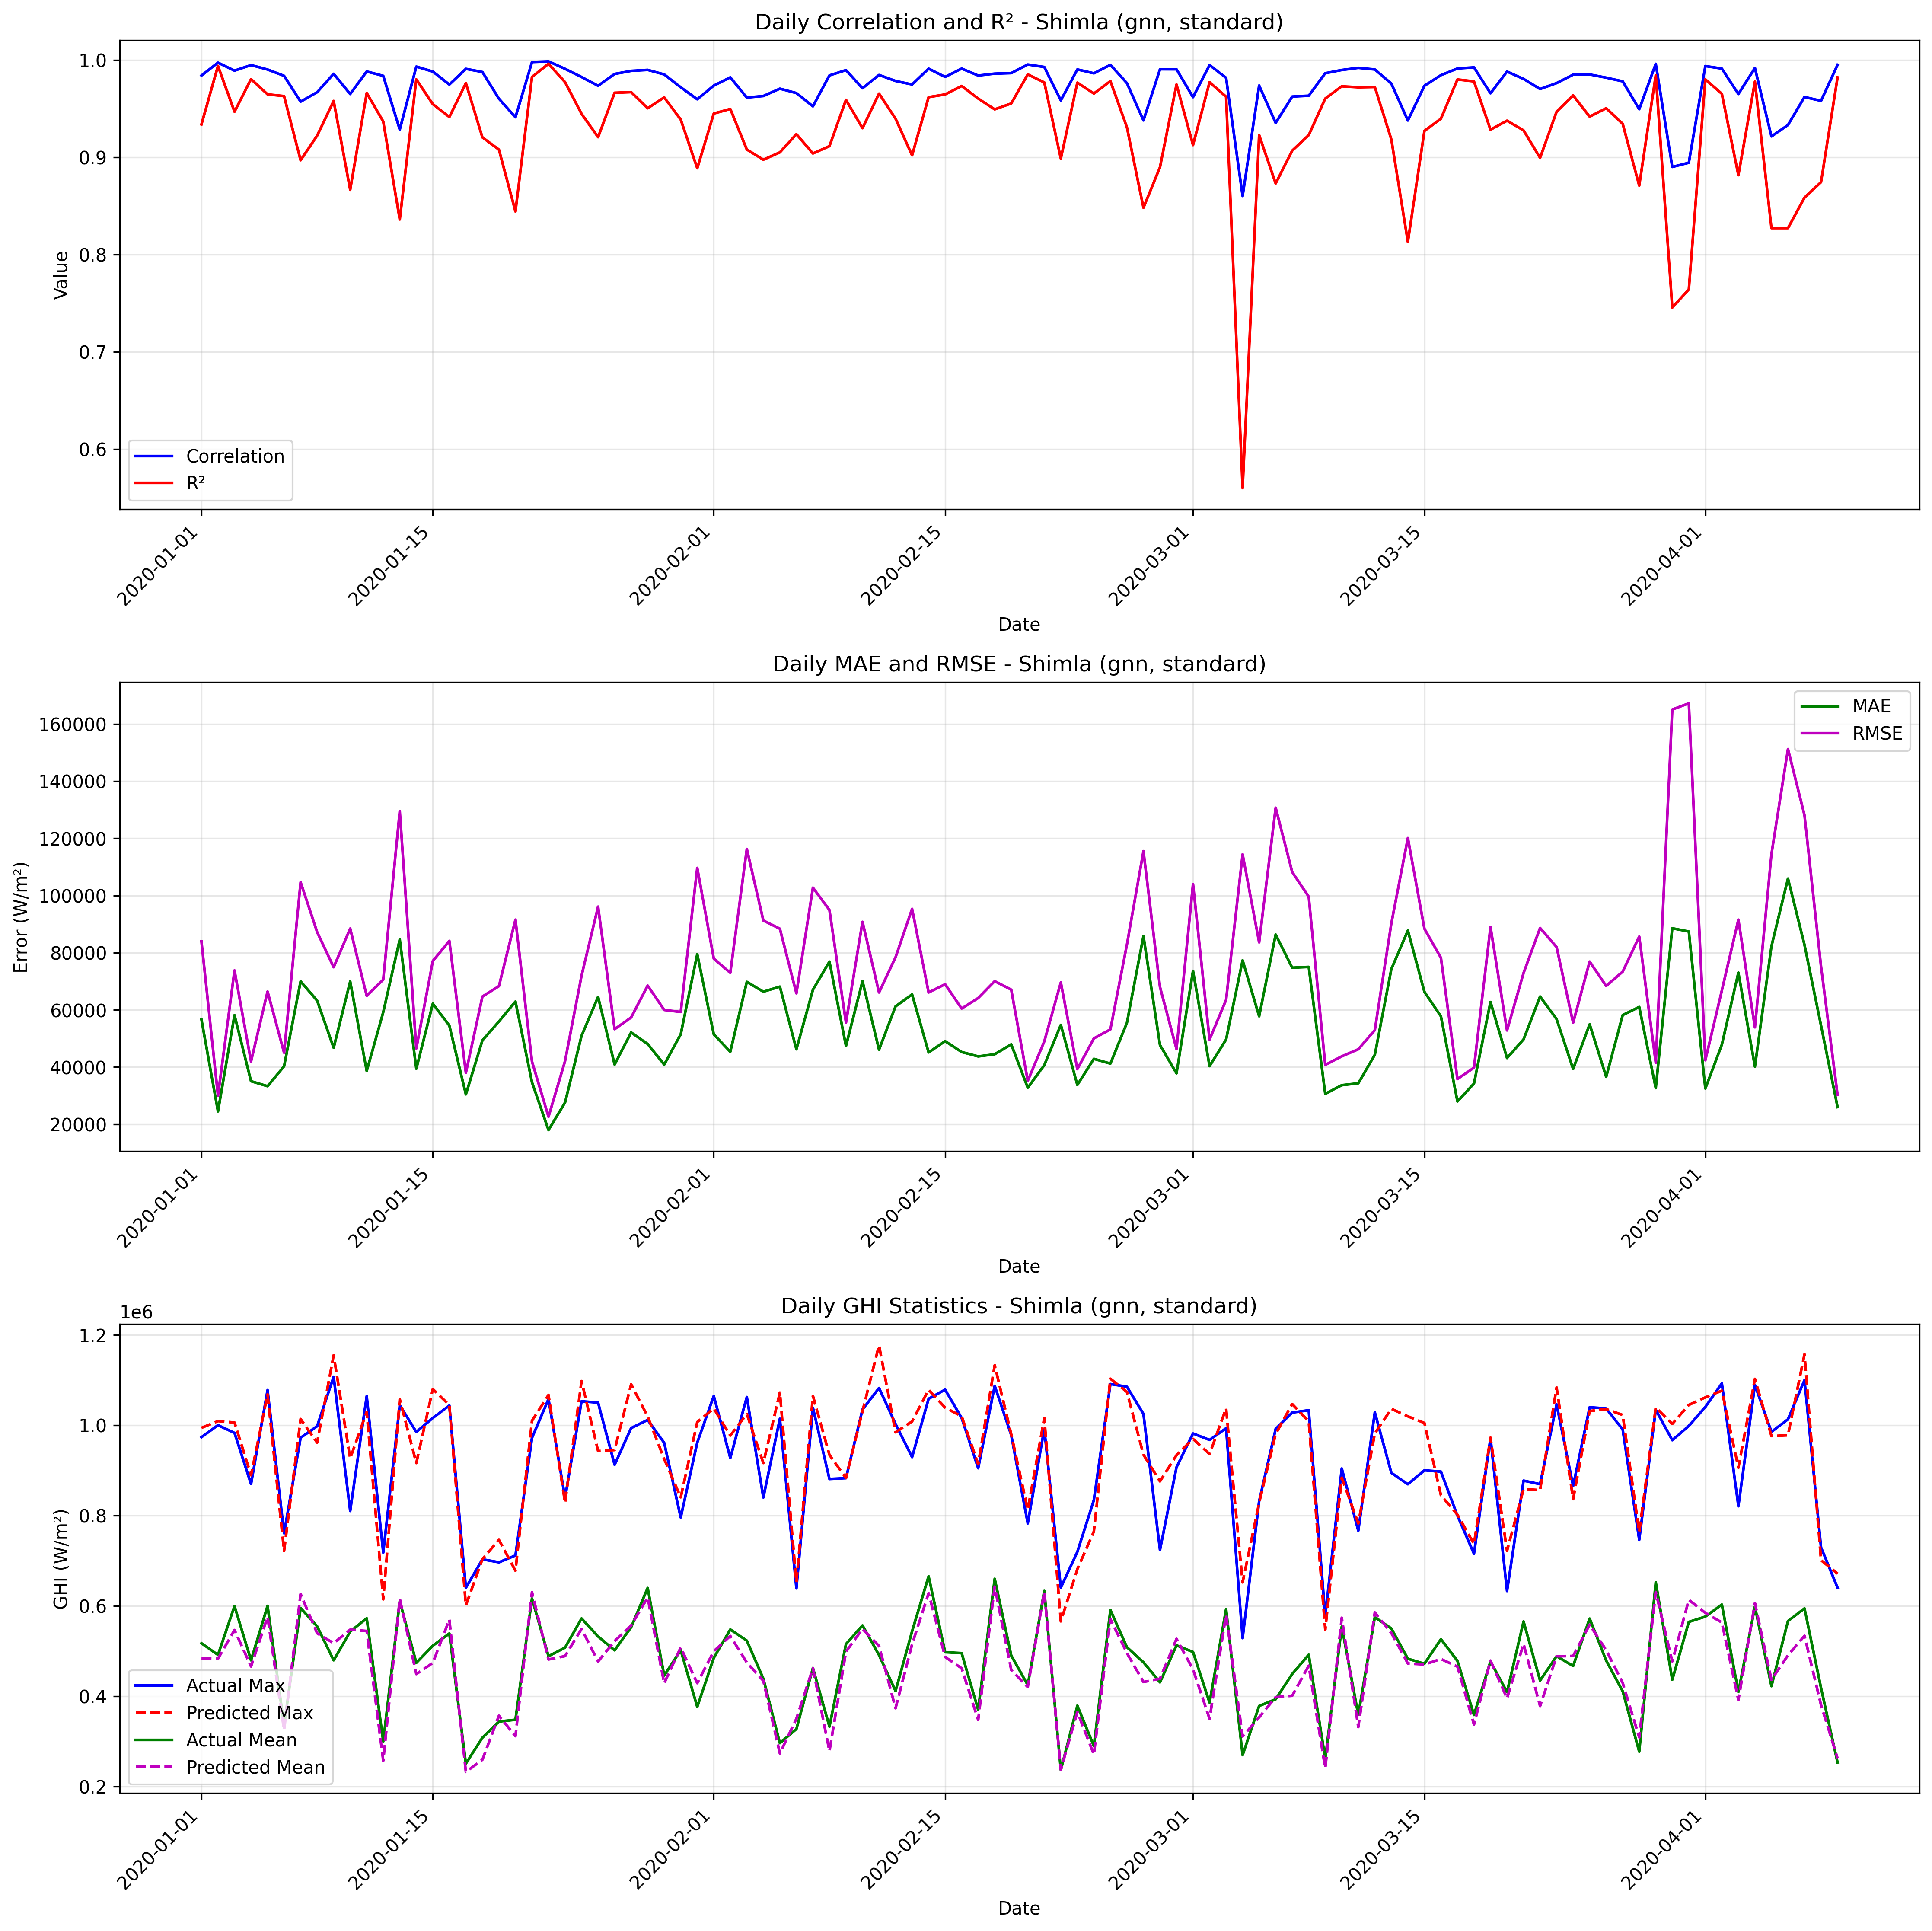 Daily Correlation and R² - Shimla (gnn, standard)
1.0
0.9
0.8
0.7
0.6
Value
Correlation
R²
2020-01-01
2020-01-15
2020-02-01
2020-02-15
2020-03-01
2020-03-15
2020-04-01
Date
Daily MAE and RMSE - Shimla (gnn, standard)
160000
140000
120000
100000
80000
60000
40000
20000
Error (W/m²)
MAE
RMSE
2020-01-01
2020-01-15
2020-02-01
2020-02-15
2020-03-01
2020-03-15
2020-04-01
Date
Daily GHI Statistics - Shimla (gnn, standard)
1e6
1.2
1.0
0.8
0.6
0.4
0.2
GHI (W/m²)
Actual Max
Predicted Max
Actual Mean
Predicted Mean
2020-01-01
2020-01-15
2020-02-01
2020-02-15
2020-03-01
2020-03-15
2020-04-01
Date